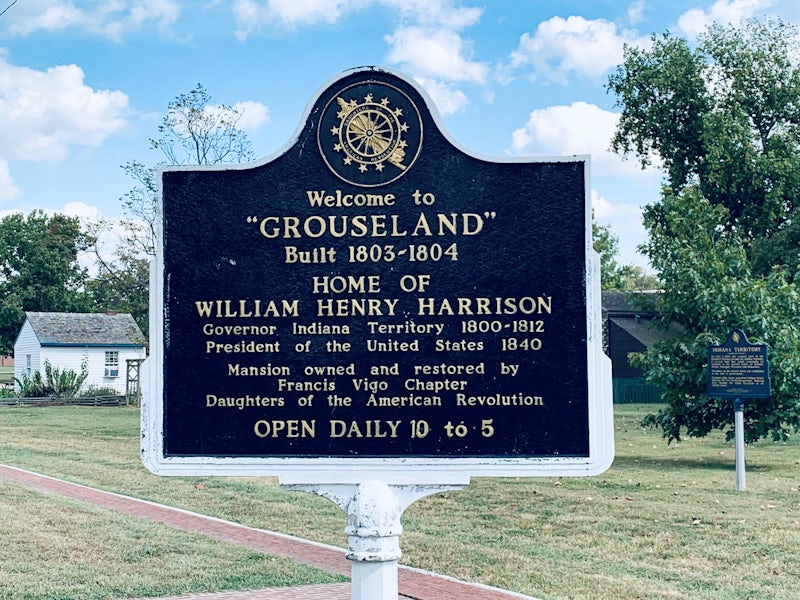 Welcome to
"GROUSELAND"
Built 1803-1804
HOME OF
WILLIAM HENRY HARRISON
Governor Indiana Territory 1800-1812
President of the United States 1840
Mansion owned and restored by
Francis Vigo Chapter
Daughters of the American Revolution
OPEN DAILY 10 to 5
INDIANA TERRITORY